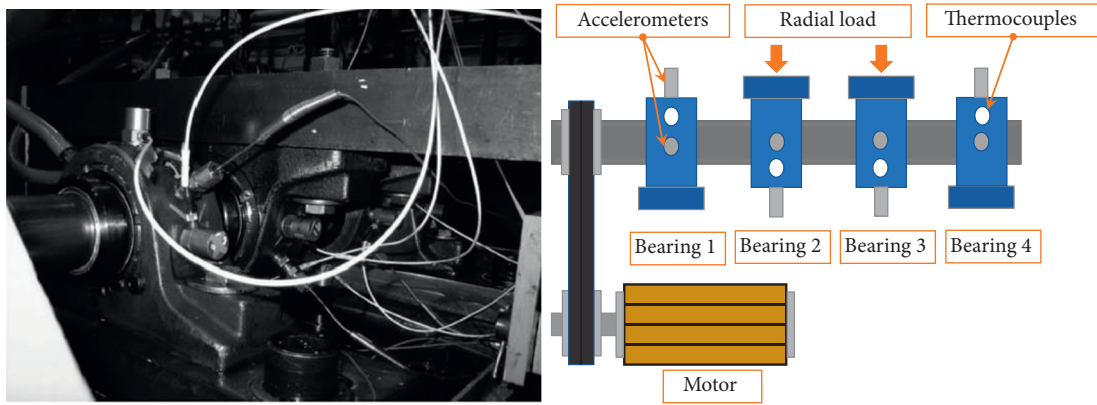 Accelerometers
Radial load
Thermocouples
Bearing 1
Bearing 2
Bearing 3
Bearing 4
Motor